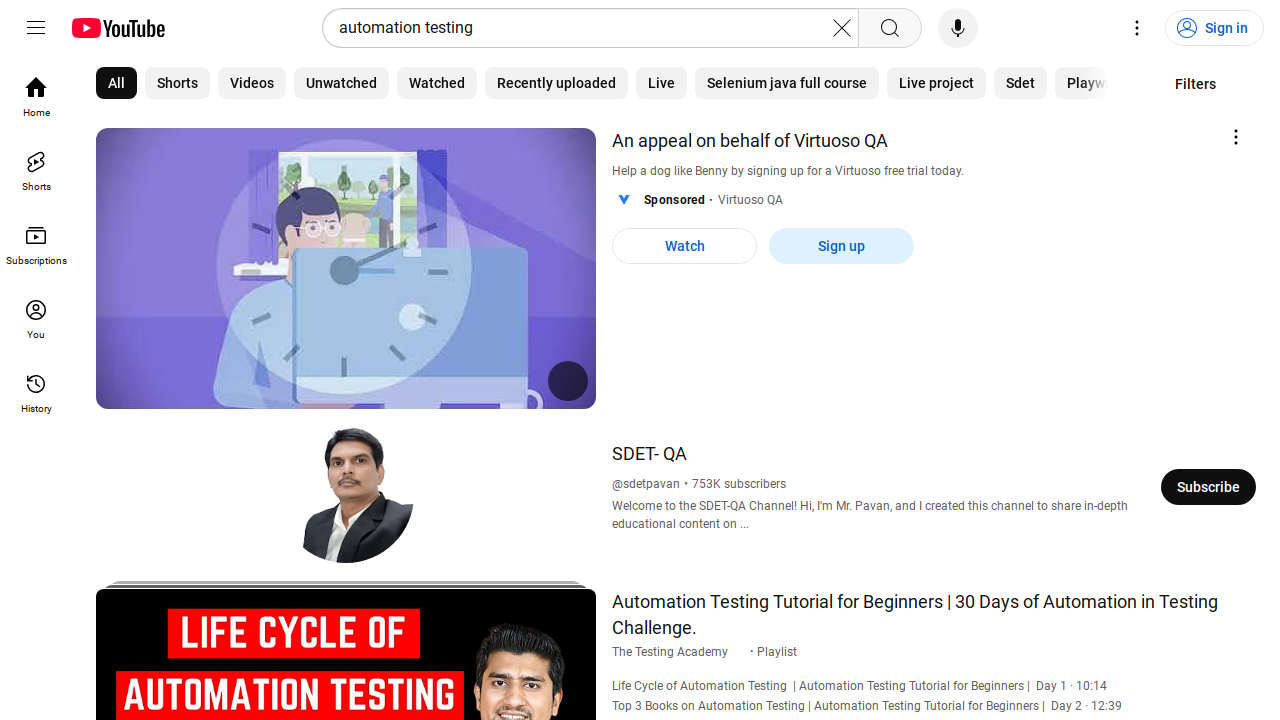 YouTube
automation testing
Sign in
All
Shorts
Videos
Unwatched
Watched
Recently uploaded
Live
Selenium java full course
Live project
Sdet
Filters
Home
Shorts
Subscriptions
You
History
An appeal on behalf of Virtuoso QA
Help a dog like Benny by signing up for a Virtuoso free trial today.
Sponsored · Virtuoso QA
Watch
Sign up
SDET- QA
@sdetpavan • 753K subscribers
Welcome to the SDET-QA Channel! Hi, I'm Mr. Pavan, and I created this channel to share in-depth
educational content on ...
Subscribe
LIFE CYCLE OF
AUTOMATION TESTING
Automation Testing Tutorial for Beginners | 30 Days of Automation in Testing
Challenge.
The Testing Academy · Playlist
Life Cycle of Automation Testing | Automation Testing Tutorial for Beginners | Day 1 · 10:14
Top 3 Books on Automation Testing | Automation Testing Tutorial for Beginners | Day 2 · 12:39